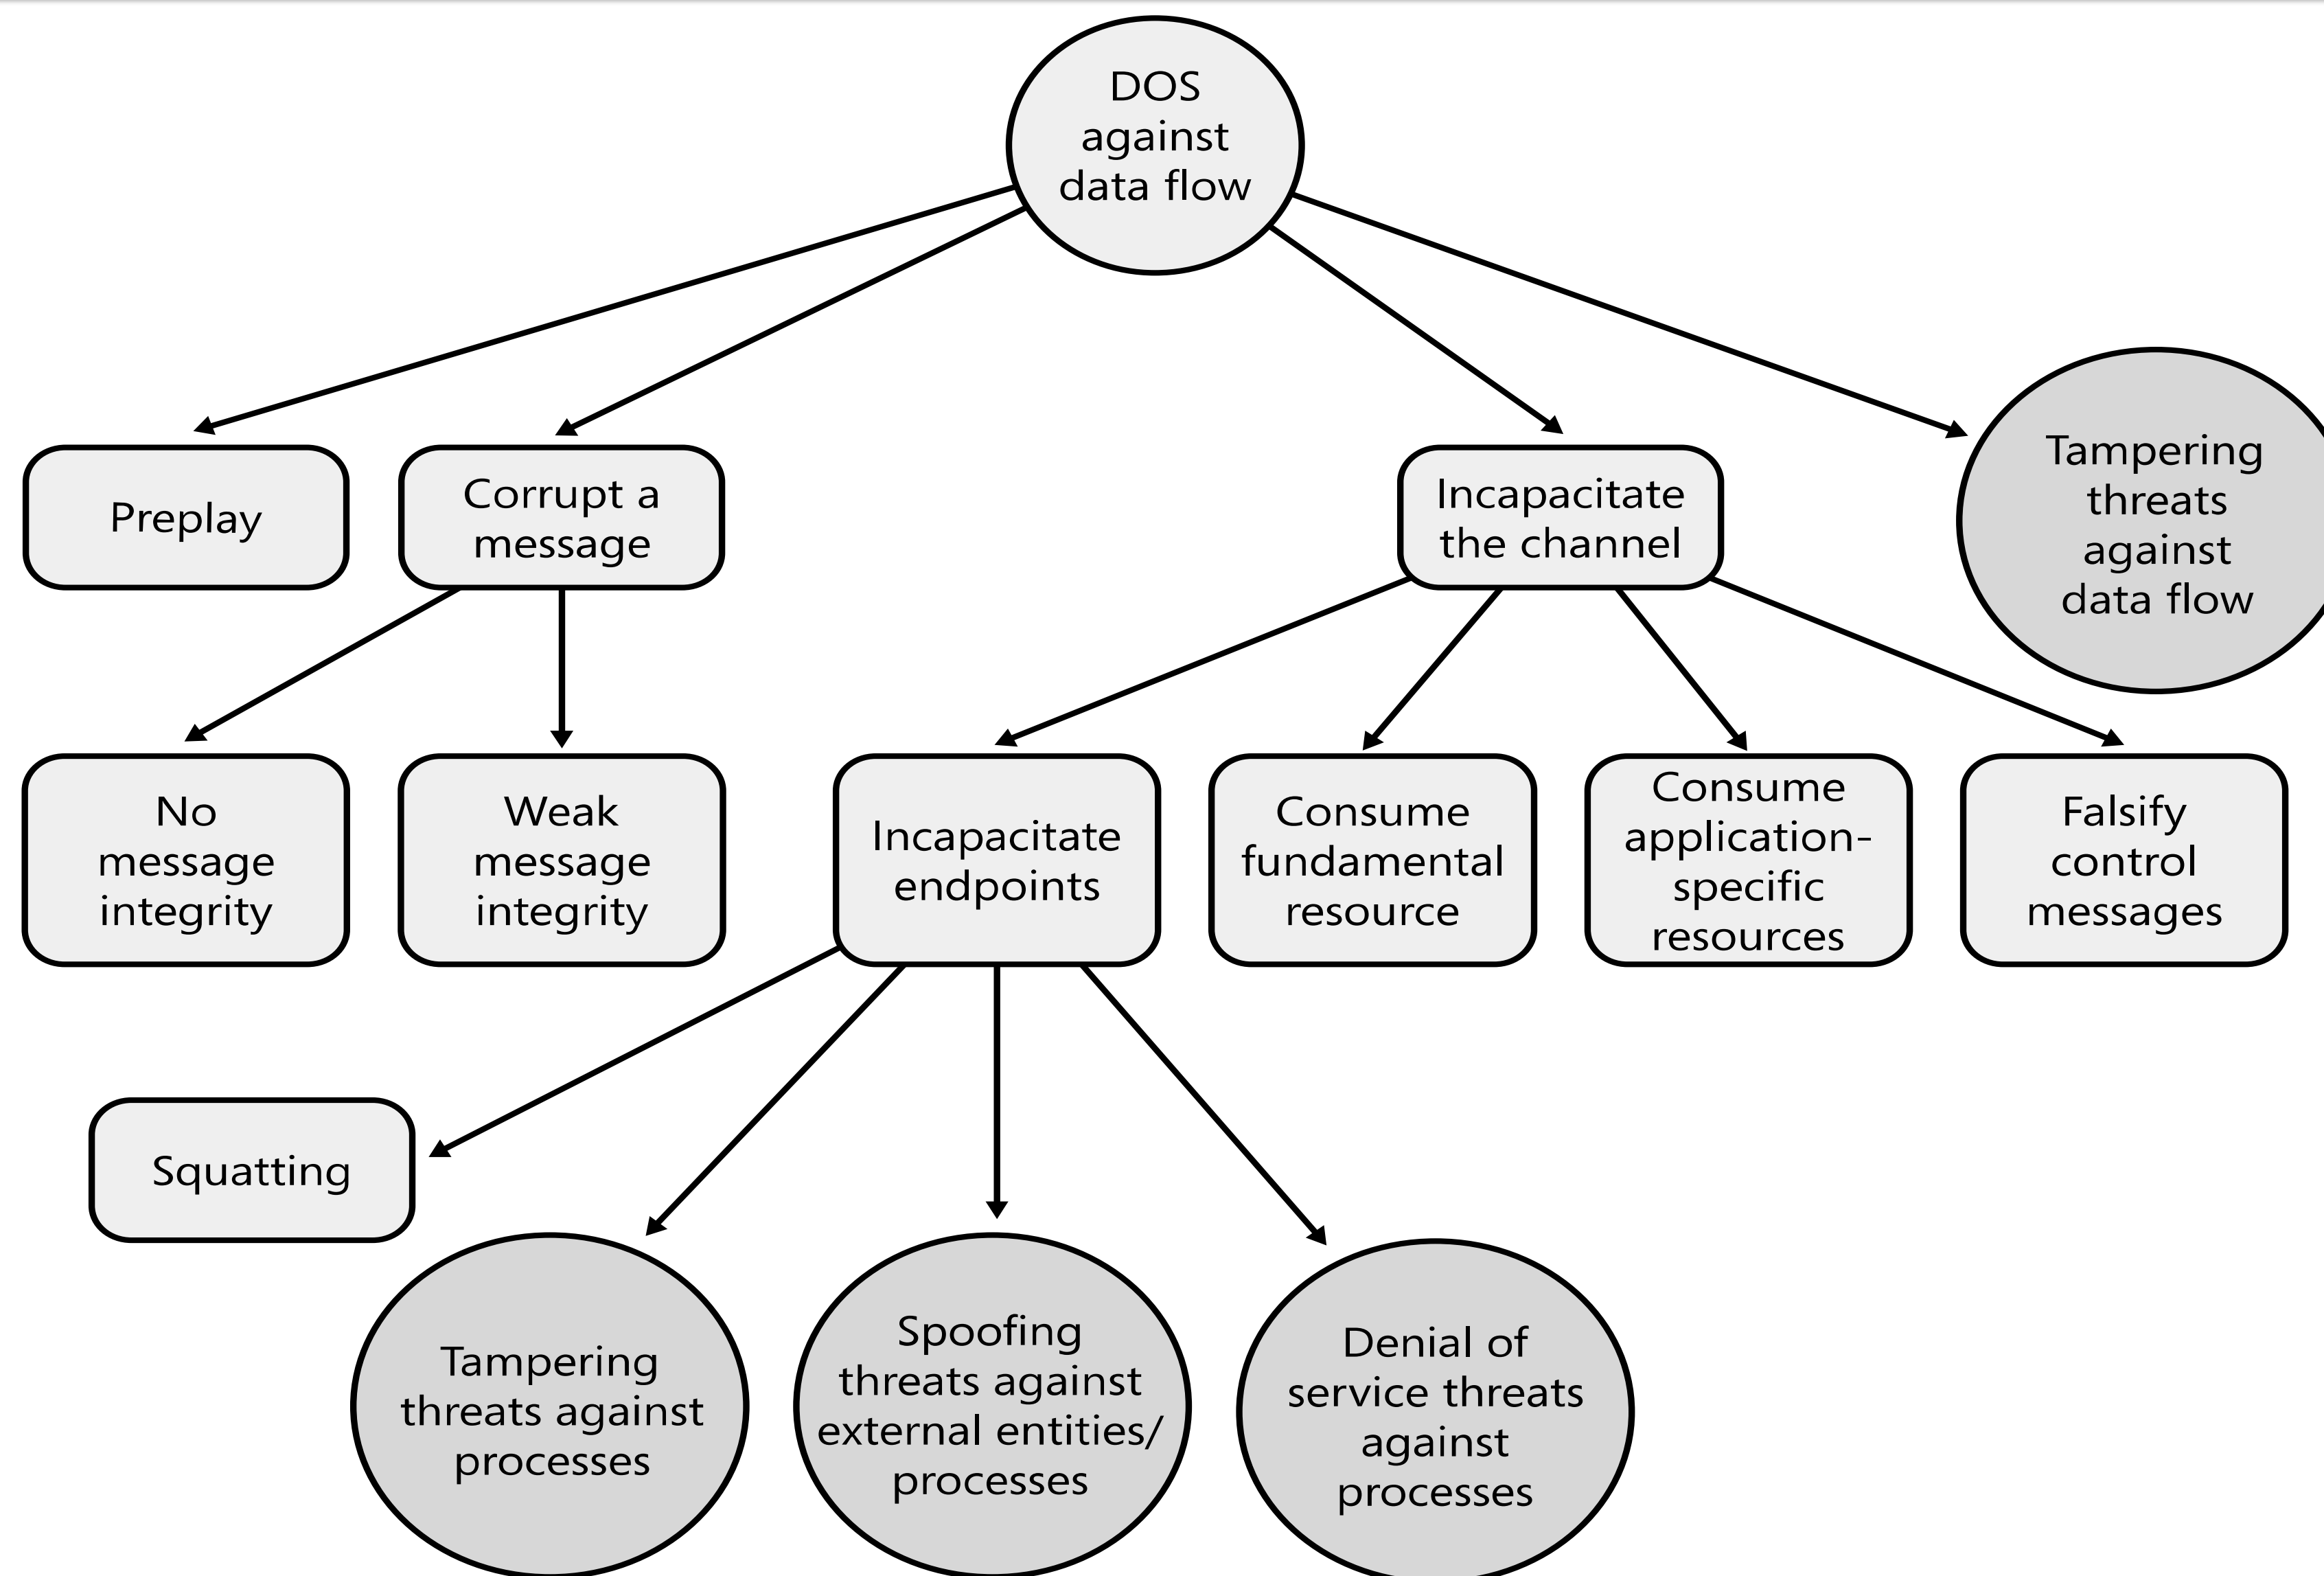 DOS
against
data flow
Preplay
Corrupt a
message
Incapacitate
the channel
Tampering
threats
against
data flow
No
message
integrity
Weak
message
integrity
Incapacitate
endpoints
Consume
fundamental
resource
Consume
application-
specific
resources
Falsify
control
messages
Squatting
Tampering
threats against
processes
Spoofing
threats against
external entities/
processes
Denial of
service threats
against
processes